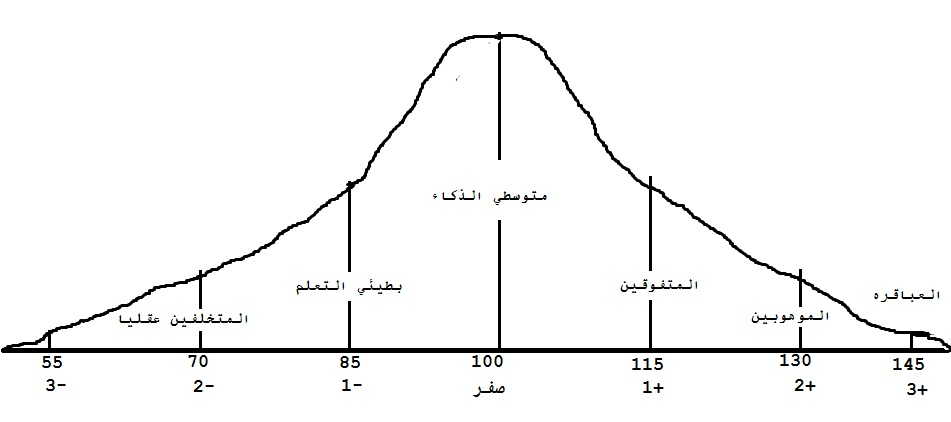 متوسطي الذكاء
بطيئي التعلم
المتفوقين
العباقره
المتخلفين عقليا
الموهوبين
55 70 85 100 115 130 145
3- 2- 1- صفر 1+ 2+ 3+